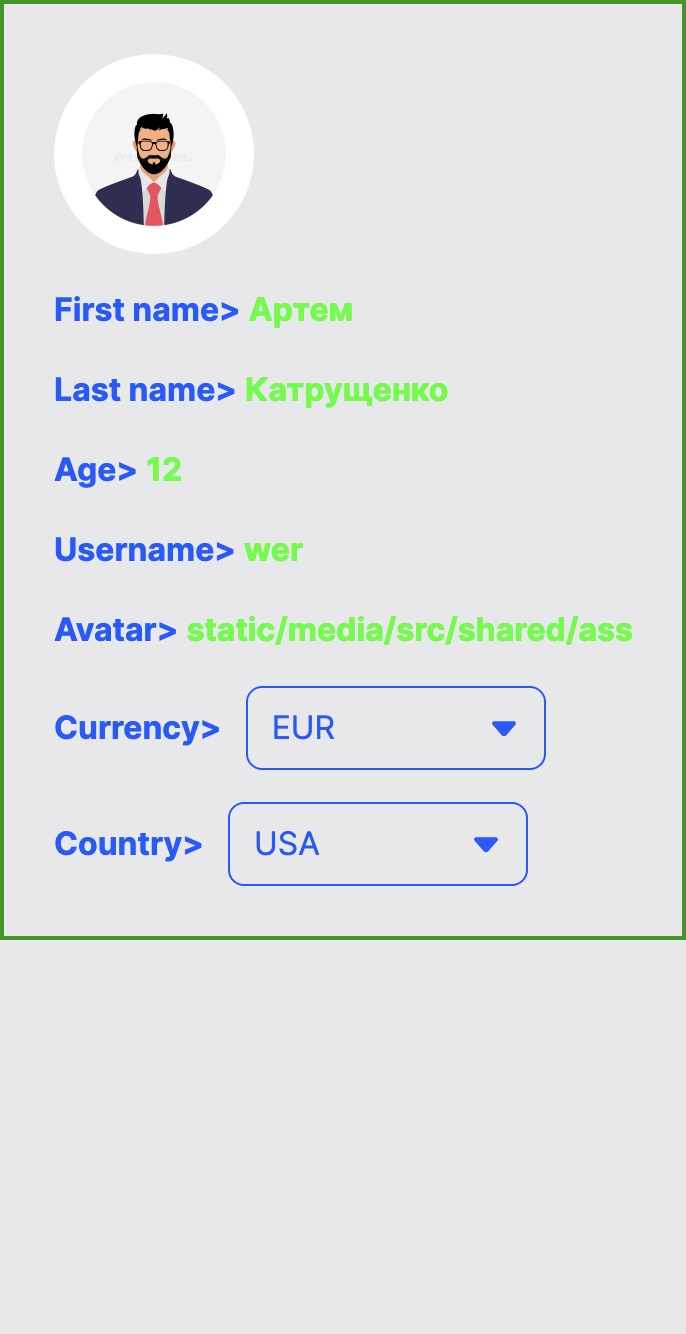 First name> Артем
Last name> Катрущенко
Age> 12
Username> wer
Avatar> static/media/src/shared/ass
Currency> EUR
Country> USA